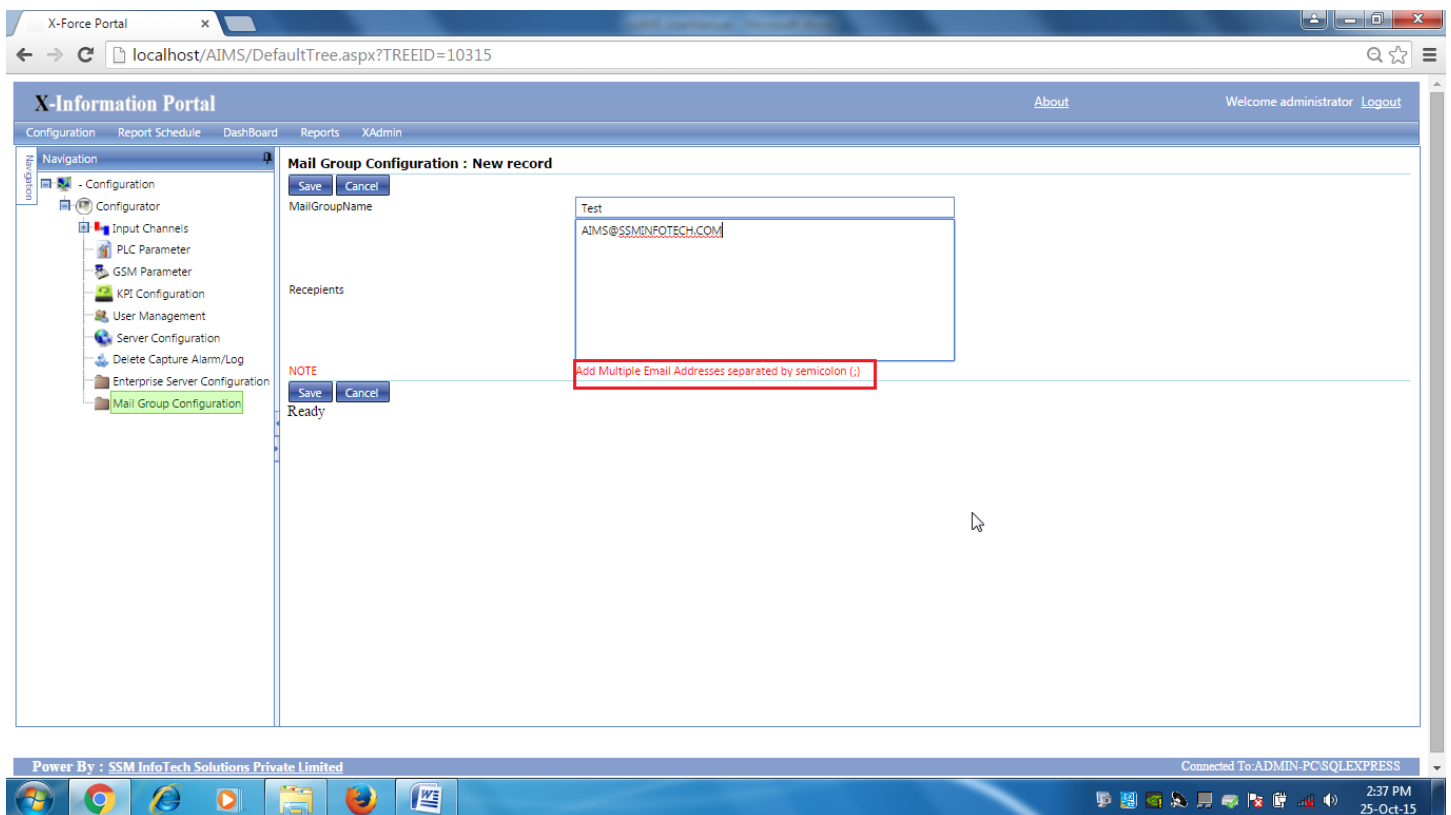 X-Force Portal
localhost/AIMS/DefaultTree.aspx?TREEID=10315
X-Information Portal About Welcome administrator Logout
Configuration Report Schedule DashBoard Reports XAdmin
Navigation
Navigation
- Configuration
Configurator
Input Channels
PLC Parameter
GSM Parameter
KPI Configuration
User Management
Server Configuration
Delete Capture Alarm/Log
Enterprise Server Configuration
Mail Group Configuration
Mail Group Configuration : New record
Save Cancel
MailGroupName Test
AIMS@SSMINFOTECH.COM
Recepients
NOTE Add Multiple Email Addresses separated by semicolon (;)
Save Cancel
Ready
Power By : SSM InfoTech Solutions Private Limited Connected To:ADMIN-PC\SQLEXPRESS
2:37 PM
25-Oct-15